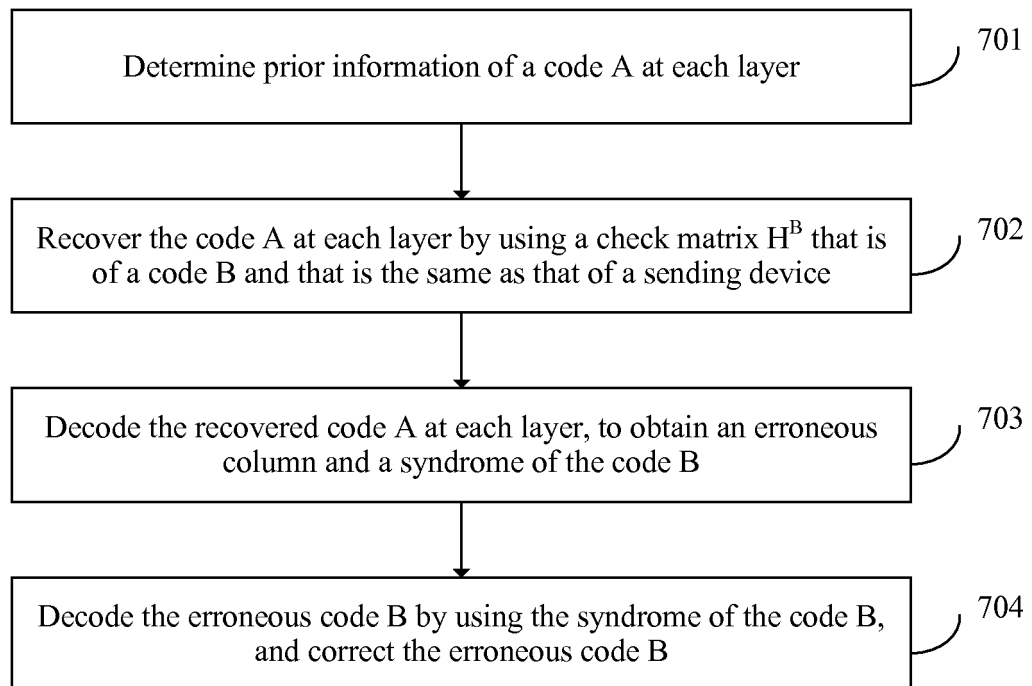 Determine prior information of a code A at each layer
701
Recover the code A at each layer by using a check matrix H^B that is
of a code B and that is the same as that of a sending device
702
Decode the recovered code A at each layer, to obtain an erroneous
column and a syndrome of the code B
703
Decode the erroneous code B by using the syndrome of the code B,
and correct the erroneous code B
704